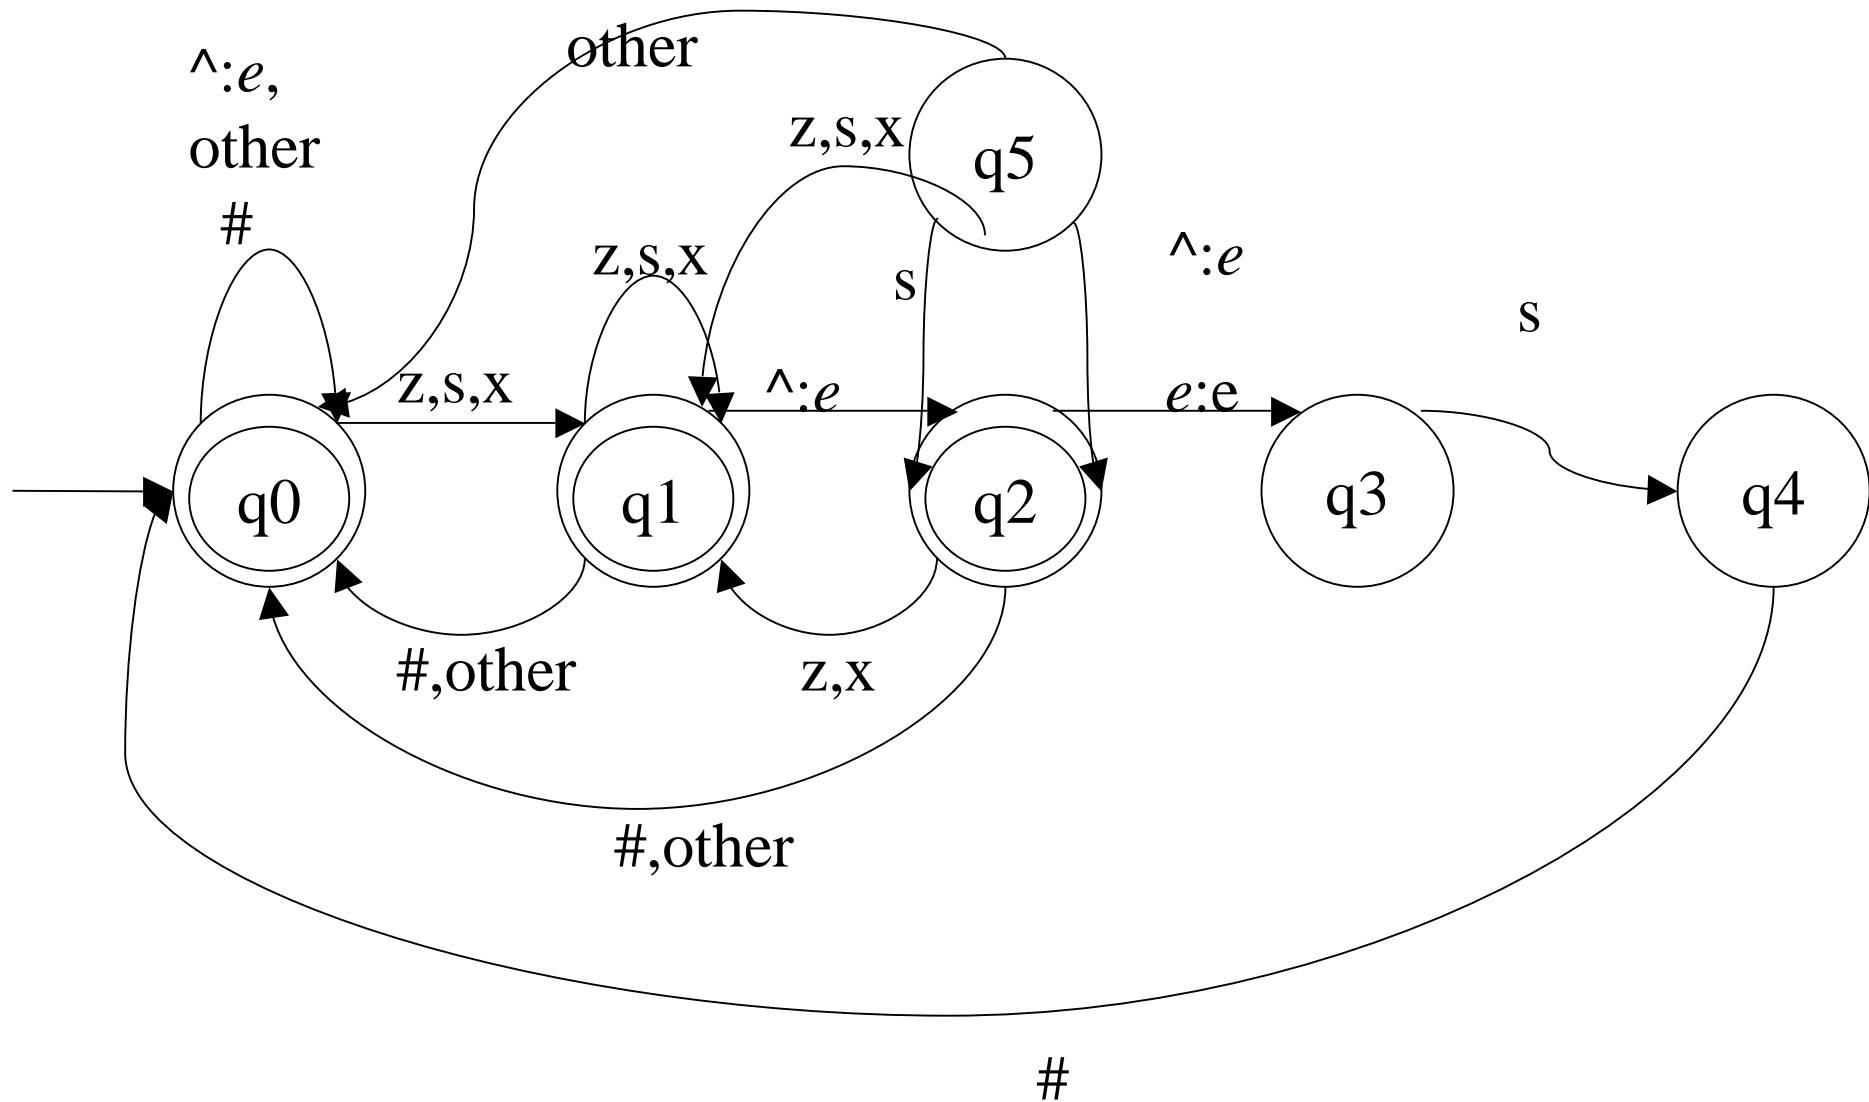 other
^:e,
other
#
z,s,x
q5
z,s,x
s
^:e
s
z,s,x
^:e
e:e
q0
q1
q2
q3
q4
#,other
z,x
#,other
#